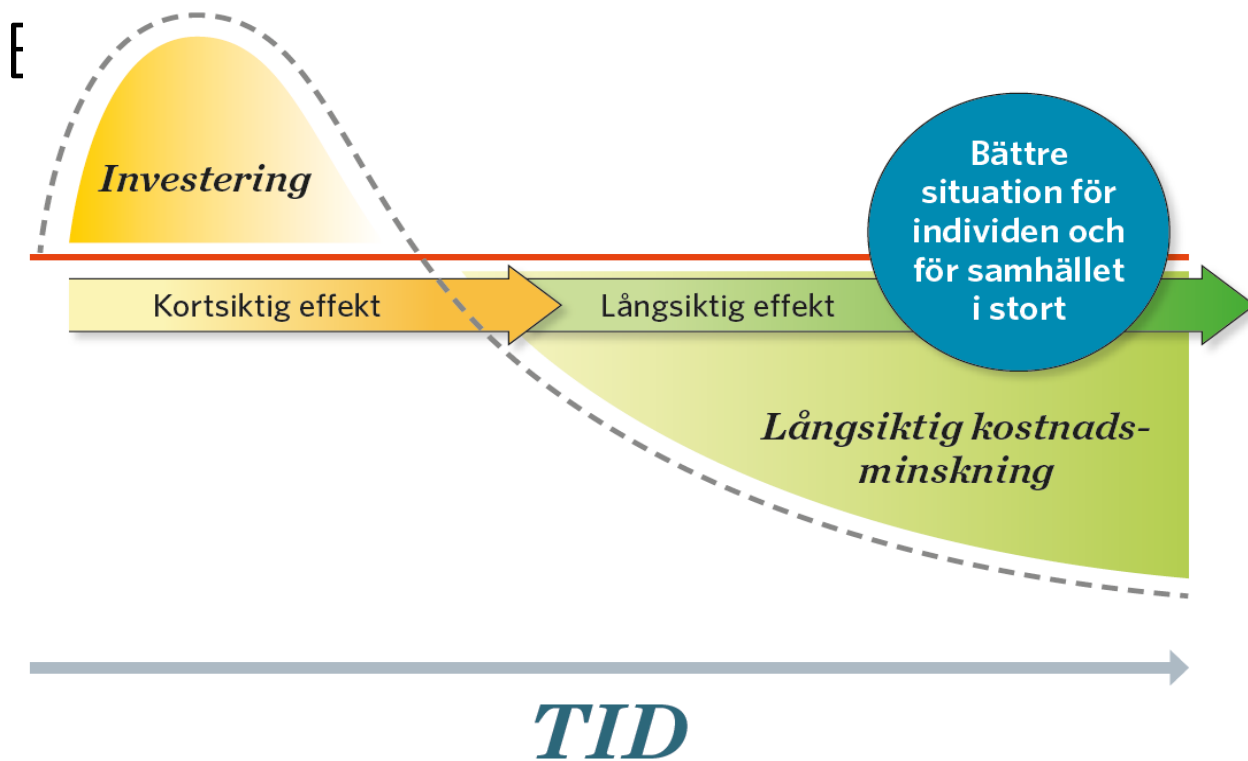 E
Investering
Bättre
situation för
individen och
för samhället
i stort
Kortsiktig effekt
Långsiktig effekt
Långsiktig kostnads-
minskning
TID